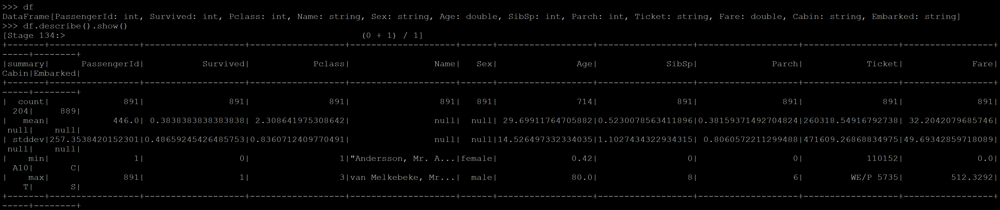 >>> df
DataFrame[PassengerId: int, Survived: int, Pclass: int, Name: string, Sex: string, Age: double, SibSp: int, Parch: int, Ticket: string, Fare: double, Cabin: string, Embarked: string]
>>> df.describe().show()
[Stage 134:>                                                         (0 + 1) / 1]
+-------+-----------------+-------------------+------------------+--------------------+------+------------------+------------------+-------------------+------------------+-----------------+
-----+--------+
|summary|      PassengerId|           Survived|            Pclass|                Name|   Sex|               Age|             SibSp|              Parch|            Ticket|             Fare|
Cabin|Embarked|
+-------+-----------------+-------------------+------------------+--------------------+------+------------------+------------------+-------------------+------------------+-----------------+
-----+--------+
|  count|              891|                891|               891|                 891|   891|               714|               891|                891|               891|              891|
  204|     889|
|   mean|            446.0| 0.3838383838383838| 2.308641975308642|                null|  null| 29.69911764705882|0.5230078563411896|0.38159371492704824|260318.54916792738| 32.2042079685746|
 null|    null|
| stddev|257.3538420152301|0.48659245426485753|0.8360712409770491|                null|  null|14.526497332334035|1.1027434322934315| 0.8060572211299488|471609.26868834975|49.69342859718089|
 null|    null|
|    min|                1|                  0|                 1|"Andersson, Mr. A...|female|              0.42|                 0|                  0|            110152|              0.0|
  A10|       C|
|    max|              891|                  1|                 3|van Melkebeke, Mr...|  male|              80.0|                 8|                  6|         WE/P 5735|         512.3292|
    T|       S|
+-------+-----------------+-------------------+------------------+--------------------+------+------------------+------------------+-------------------+------------------+-----------------+
-----+--------+